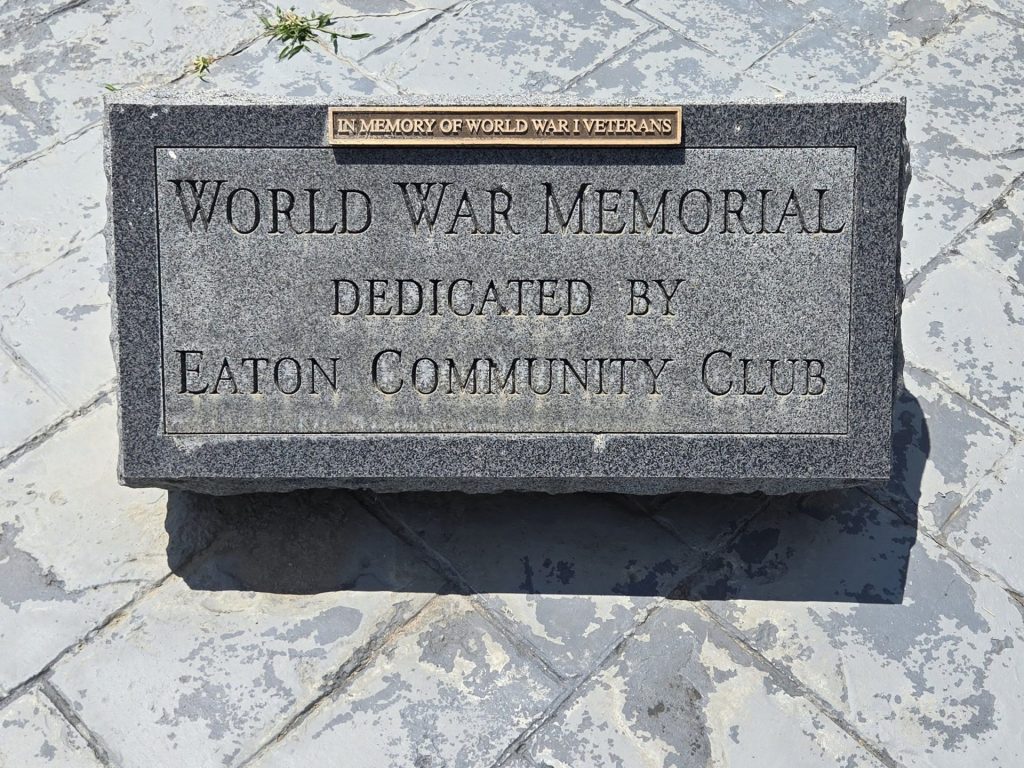 IN MEMORY OF WORLD WAR I VETERANS
WORLD WAR MEMORIAL
DEDICATED BY
EATON COMMUNITY CLUB